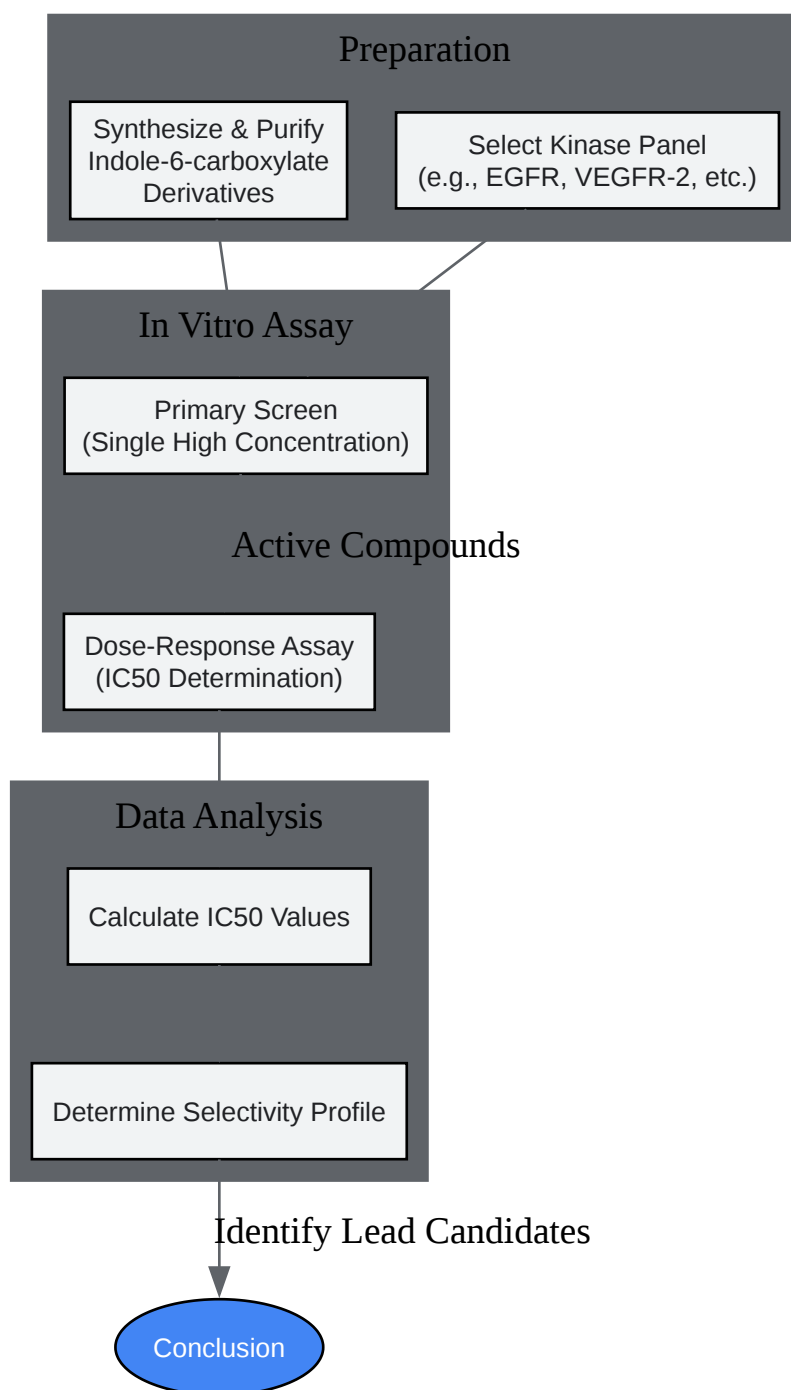 Preparation
Synthesize & Purify
Indole-6-carboxylate
Derivatives
Select Kinase Panel
(e.g., EGFR, VEGFR-2, etc.)
In Vitro Assay
Primary Screen
(Single High Concentration)
Active Compounds
Dose-Response Assay
(IC50 Determination)
Data Analysis
Calculate IC50 Values
Determine Selectivity Profile
Identify Lead Candidates
Conclusion